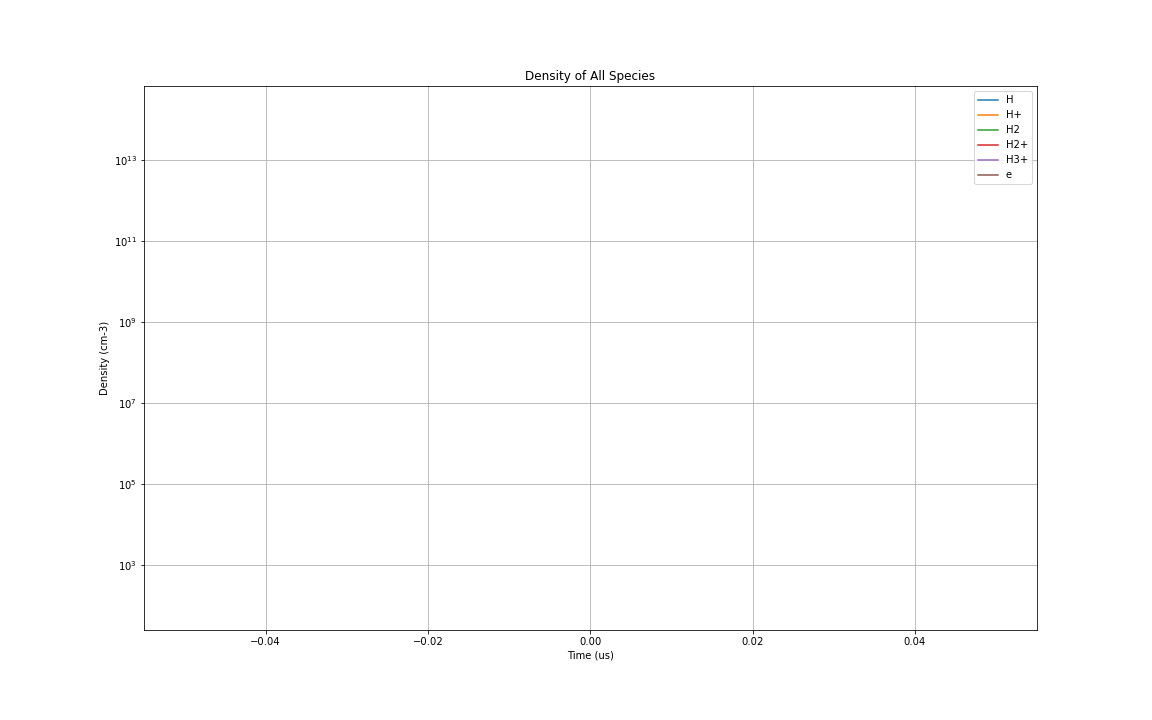 Density of All Species
H
H+
H2
H2+
H3+
e
10¹³
10¹¹
10⁹
10⁷
10⁵
10³
Density (cm-3)
−0.04 −0.02 0.00 0.02 0.04
Time (us)